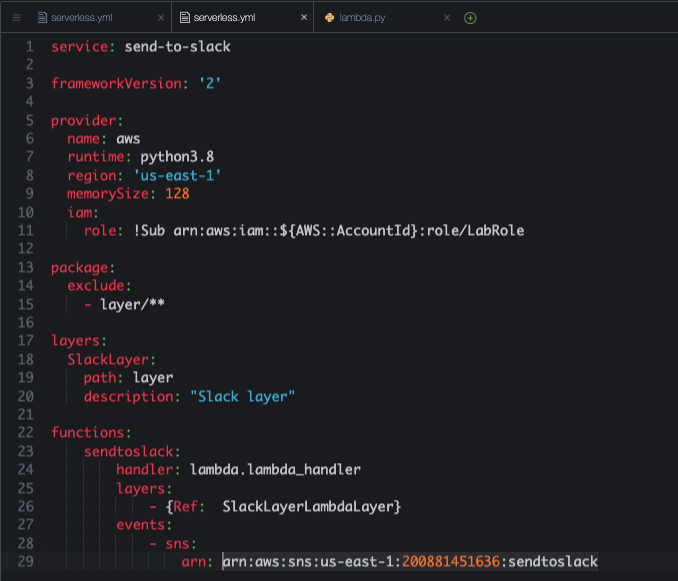 serverless.yml serverless.yml lambda.py
1 service: send-to-slack
2
3 frameworkVersion: '2'
4
5 provider:
6 name: aws
7 runtime: python3.8
8 region: 'us-east-1'
9 memorySize: 128
10 iam:
11 role: !Sub arn:aws:iam::${AWS::AccountId}:role/LabRole
12
13 package:
14 exclude:
15 - layer/**
16
17 layers:
18 SlackLayer:
19 path: layer
20 description: "Slack layer"
21
22 functions:
23 sendtoslack:
24 handler: lambda.lambda_handler
25 layers:
26 - {Ref: SlackLayerLambdaLayer}
27 events:
28 - sns:
29 arn: arn:aws:sns:us-east-1:200881451636:sendtoslack